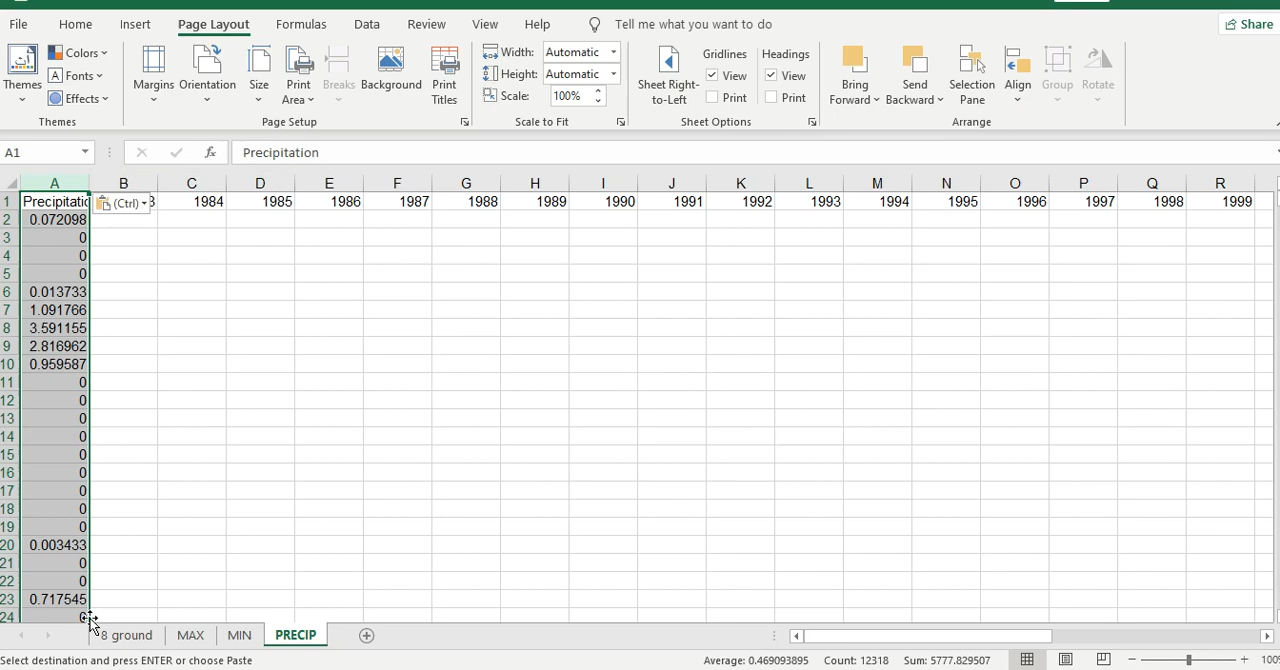 File Home Insert Page Layout Formulas Data Review View Help Tell me what you want to do Share
Themes Colors Fonts Effects Margins Orientation Size Print Area Breaks Background Print Titles Width: Automatic Height: Automatic Scale: 100% Sheet Right-to-Left Gridlines View Print Headings View Print Bring Forward Send Backward Selection Pane Align Group Rotate
Themes Page Setup Scale to Fit Sheet Options Arrange
A1 fx Precipitation
A B C D E F G H I J K L M N O P Q R
1 Precipitatic (Ctrl) 3 1984 1985 1986 1987 1988 1989 1990 1991 1992 1993 1994 1995 1996 1997 1998 1999
2 0.072098
3 0
4 0
5 0
6 0.013733
7 1.091766
8 3.591155
9 2.816962
10 0.959587
11 0
12 0
13 0
14 0
15 0
16 0
17 0
18 0
19 0
20 0.003433
21 0
22 0
23 0.717545
24 0
8 ground MAX MIN PRECIP
Select destination and press ENTER or choose Paste Average: 0.469093895 Count: 12318 Sum: 5777.829507 100